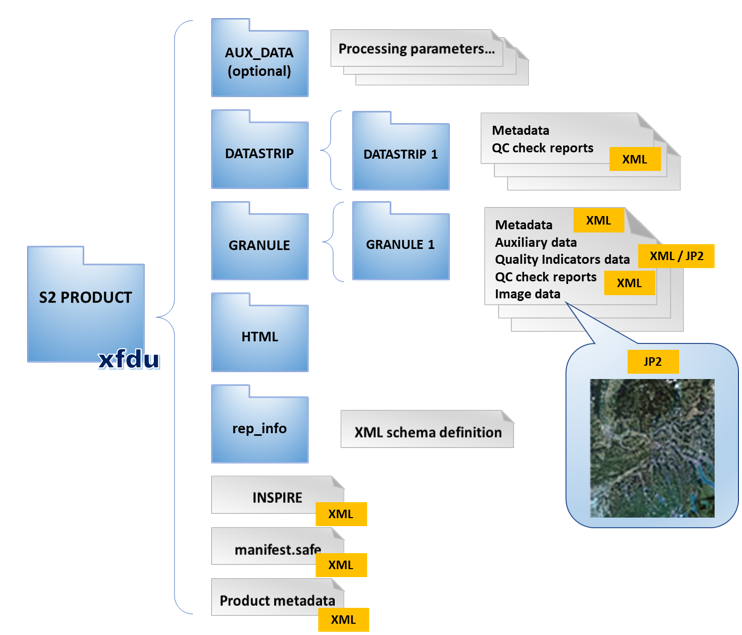 AUX_DATA
(optional)
Processing parameters...
DATASTRIP
DATASTRIP 1
Metadata
QC check reports
XML
GRANULE
GRANULE 1
Metadata
XML
Auxiliary data
Quality Indicators data
XML / JP2
QC check reports
XML
Image data
S2 PRODUCT
xfdu
HTML
JP2
rep_info
XML schema definition
INSPIRE
XML
manifest.safe
XML
Product metadata
XML